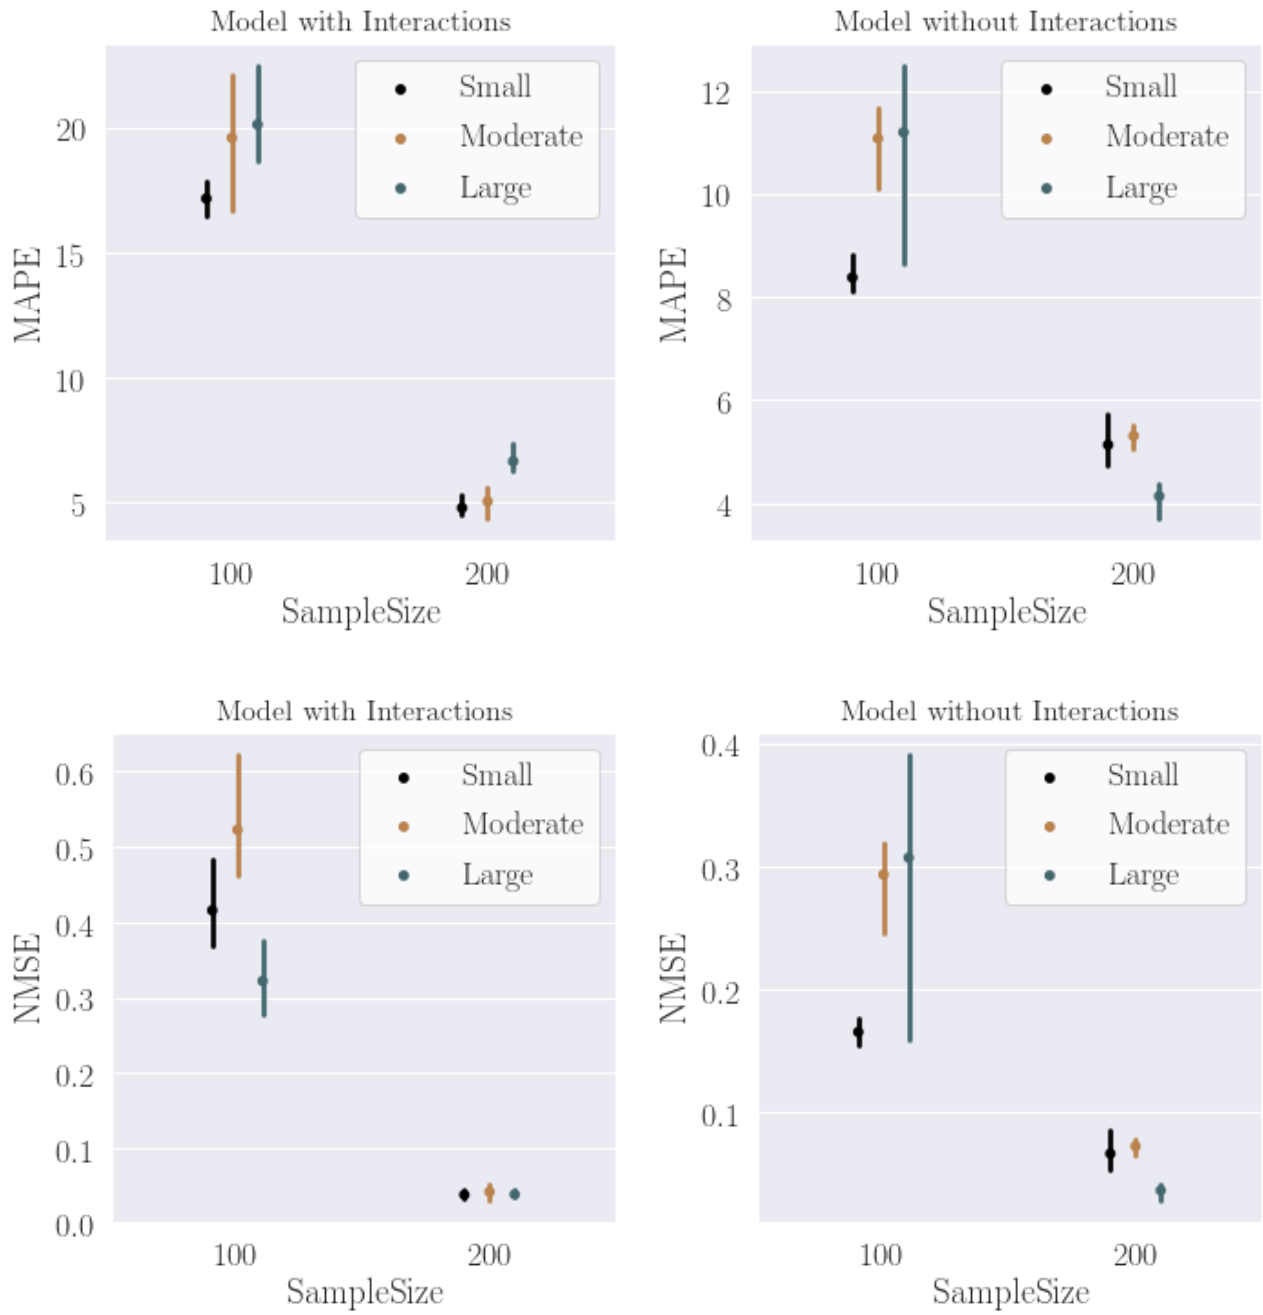 Model with Interactions
MAPE
20
15
10
5
Small
Moderate
Large
100
200
SampleSize
Model without Interactions
MAPE
12
10
8
6
4
Small
Moderate
Large
100
200
SampleSize
Model with Interactions
NMSE
0.6
0.5
0.4
0.3
0.2
0.1
0.0
Small
Moderate
Large
100
200
SampleSize
Model without Interactions
NMSE
0.4
0.3
0.2
0.1
Small
Moderate
Large
100
200
SampleSize